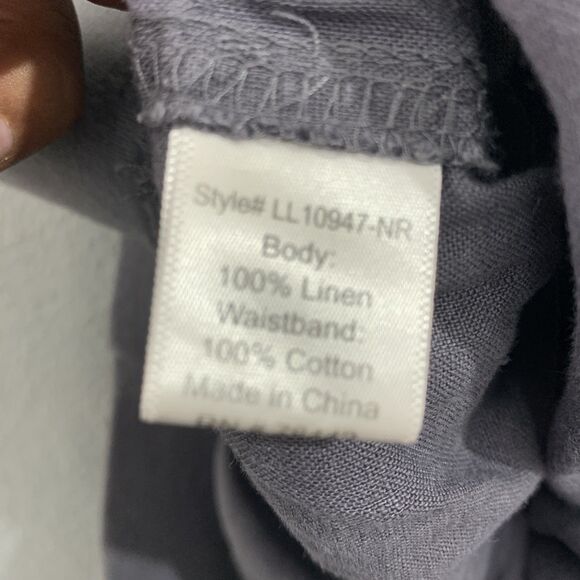 Style# LL10947-NR
Body:
100% Linen
Waistband:
100% Cotton
Made in China